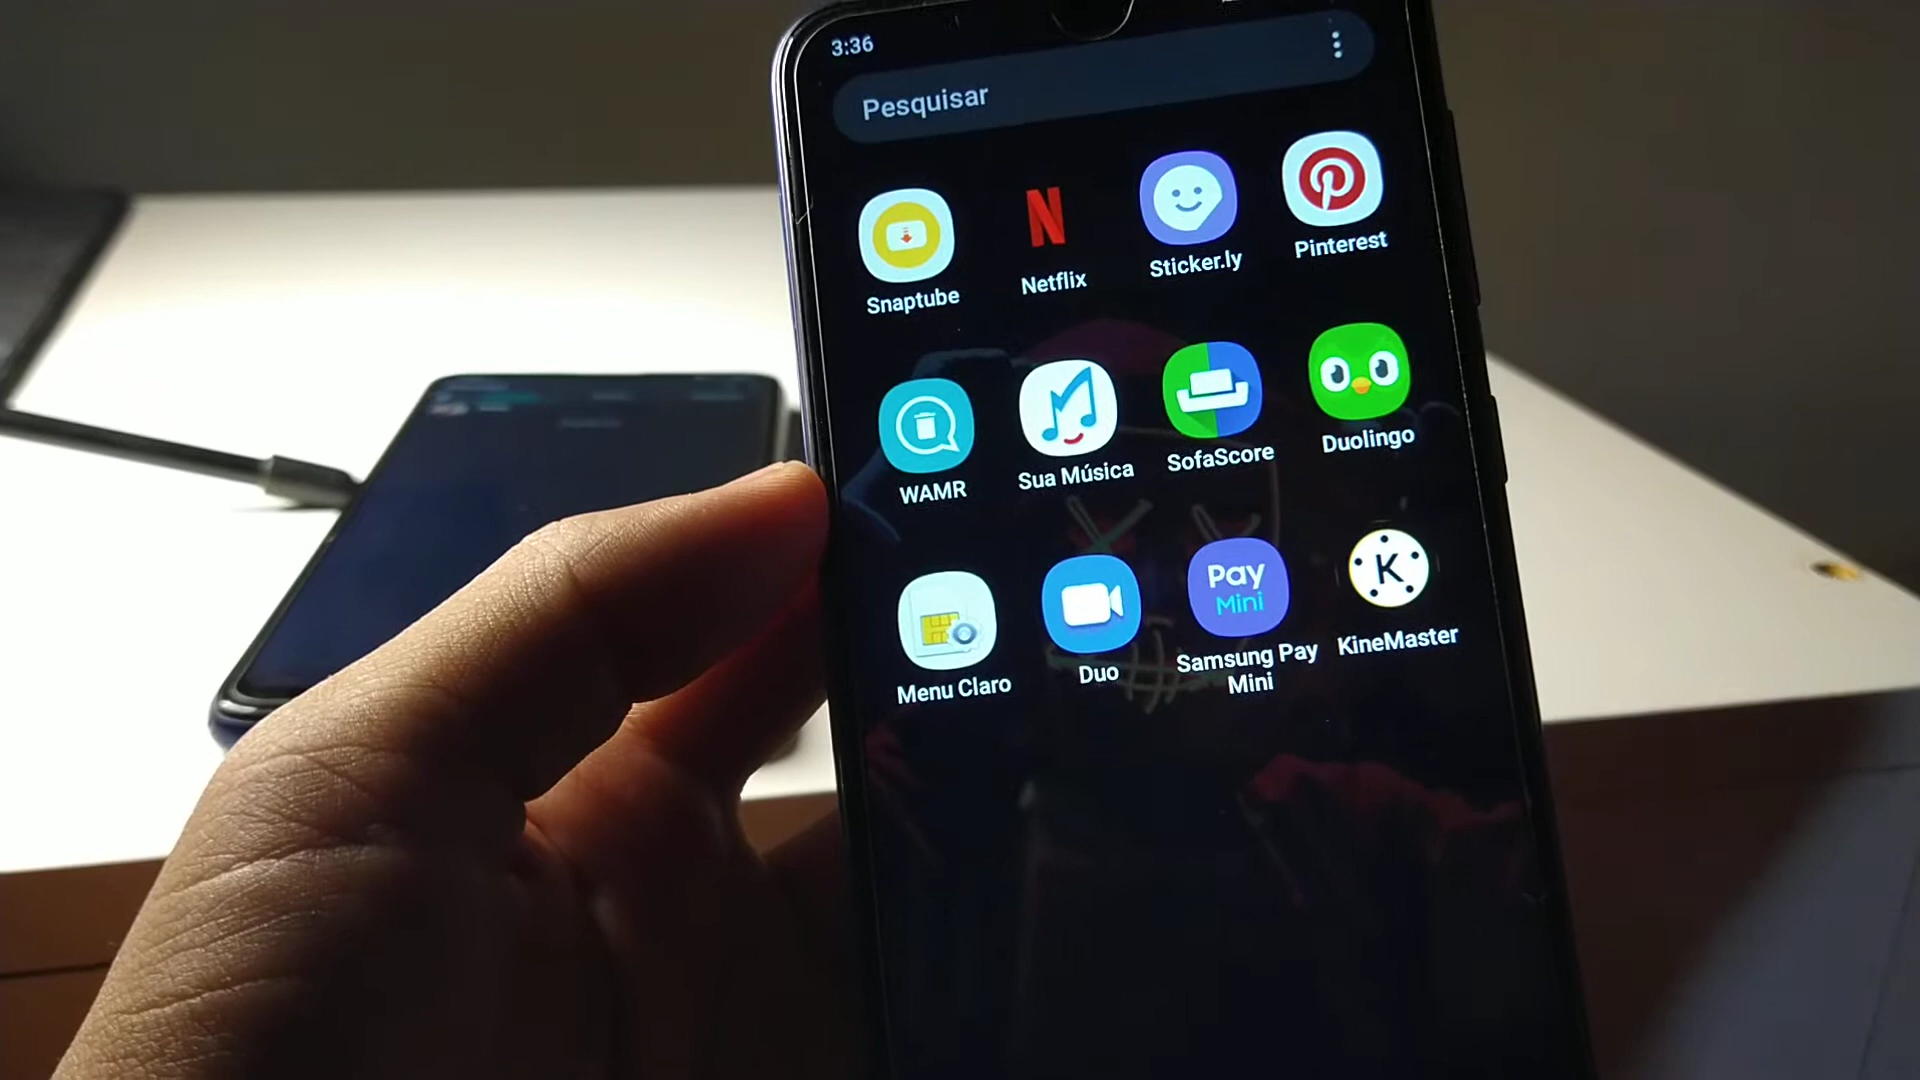 3:36
Pesquisar
Snaptube
Netflix
Sticker.ly
Pinterest
WAMR
Sua Música
SofaScore
Duolingo
Menu Claro
Duo
Pay
Mini
Samsung Pay
Mini
K
KineMaster